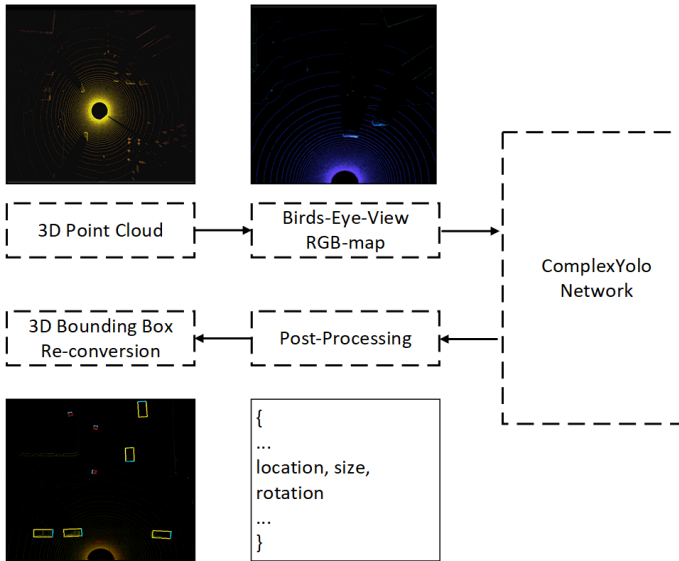 3D Point Cloud
Birds-Eye-View
RGB-map
ComplexYolo
Network
3D Bounding Box
Re-conversion
Post-Processing
{
...
location, size,
rotation
...
}